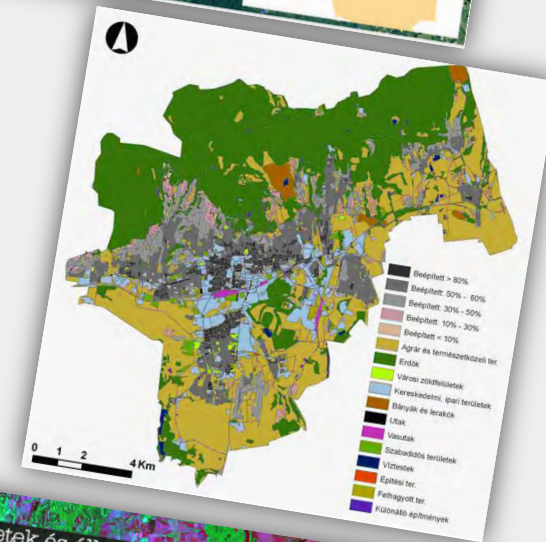 Beépített > 80%
Beépített: 50% - 80%
Beépített: 30% - 50%
Beépített: 10% - 30%
Beépített < 10%
Agrár és természetközeli ter.
Erdők
Városi zöldfelületek
Kereskedelmi, ipari területek
Bányák és lerakók
Utak
Vasutak
Szabadidős területek
Víztestek
Építési ter.
Felhagyott ter.
Különálló építmények
0 1 2 4 Km